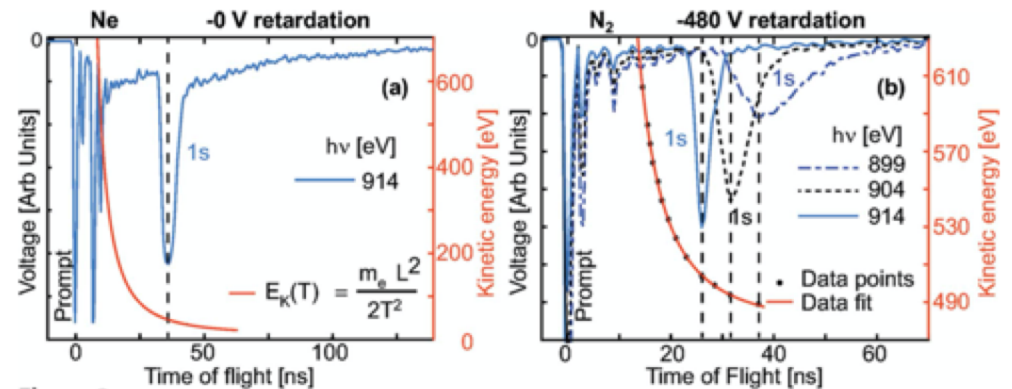 Ne -0 V retardation
0
Voltage [Arb Units]
Prompt
1s
(a)
hν [eV]
914
E_K(T) = m_e L² / 2T²
600
400
200
0
Kinetic energy [eV]
0 50 100
Time of flight [ns]
N₂ -480 V Retardation
0
Voltage [Arb Units]
Prompt
1s
1s
1s
(b)
hν [eV]
899
904
914
Data points
Data fit
610
570
530
490
Kinetic energy [eV]
0 20 40 60
Time of Flight [ns]